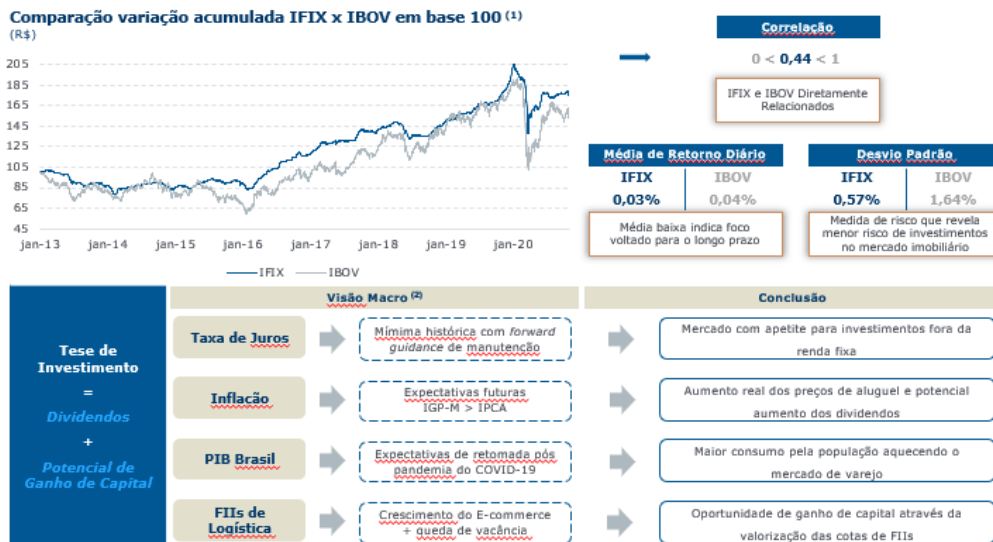 Comparação variação acumulada IFIX x IBOV em base 100 (1)
(R$)
205
185
165
145
125
105
85
65
45
jan-13 jan-14 jan-15 jan-16 jan-17 jan-18 jan-19 jan-20
IFIX IBOV
Correlação
0 < 0,44 < 1
IFIX e IBOV Diretamente
Relacionados
Média de Retorno Diário
IFIX IBOV
0,03% 0,04%
Média baixa indica foco
voltado para o longo prazo
Desvio Padrão
IFIX IBOV
0,57% 1,64%
Medida de risco que revela
menor risco de investimentos
no mercado imobiliário
Tese de
Investimento
=
Dividendos
+
Potencial de
Ganho de Capital
Visão Macro (2)
Conclusão
Taxa de Juros
Mímima histórica com forward
guidance de manutenção
Mercado com apetite para investimentos fora da
renda fixa
Inflação
Expectativas futuras
IGP-M > IPCA
Aumento real dos preços de aluguel e potencial
aumento dos dividendos
PIB Brasil
Expectativas de retomada pós
pandemia do COVID-19
Maior consumo pela população aquecendo o
mercado de varejo
FIIs de
Logística
Crescimento do E-commerce
+ queda de vacância
Oportunidade de ganho de capital através da
valorização das cotas de FIIs